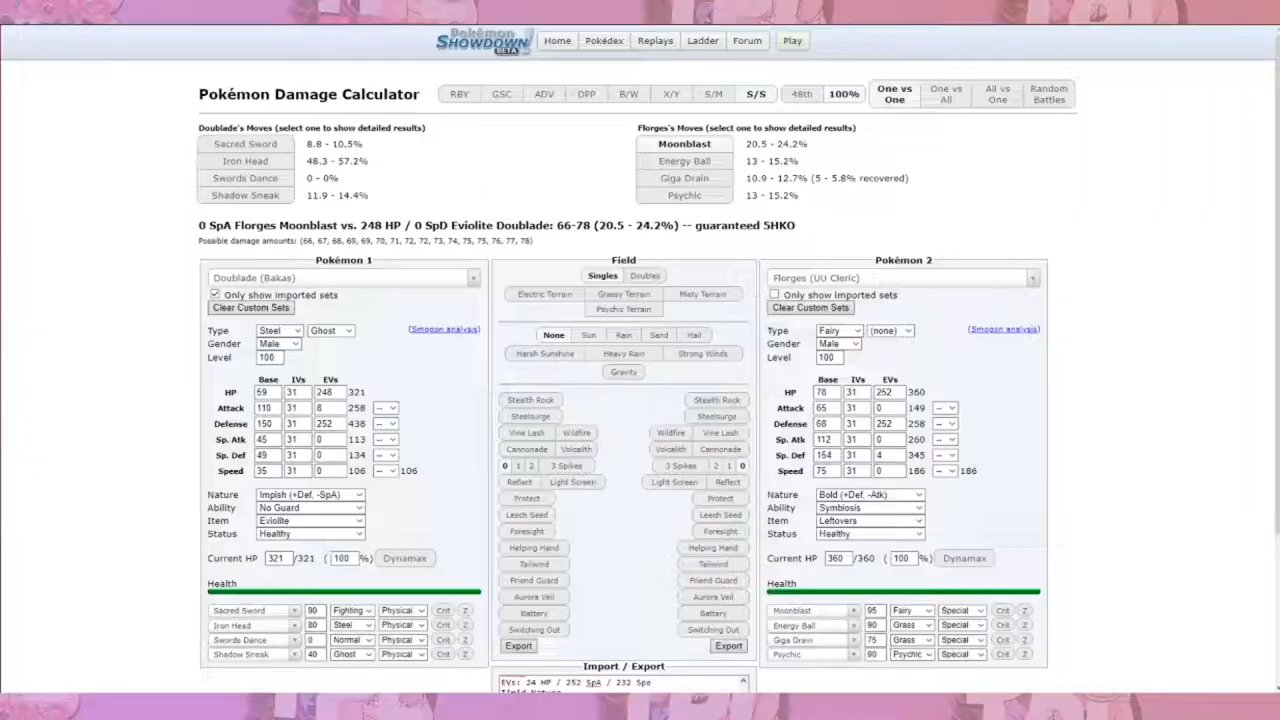 Pokémon SHOWDOWN! BETA Home Pokédex Replays Ladder Forum Play
Pokémon Damage Calculator RBY GSC ADV DPP B/W X/Y S/M S/S 48th 100% One vs One One vs All All vs One Random Battles
Doublade's Moves (select one to show detailed results)
Sacred Sword 8.8 - 10.5%
Iron Head 48.3 - 57.2%
Swords Dance 0 - 0%
Shadow Sneak 11.9 - 14.4%
Florges's Moves (select one to show detailed results)
Moonblast 20.5 - 24.2%
Energy Ball 13 - 15.2%
Giga Drain 10.9 - 12.7% (5 - 5.8% recovered)
Psychic 13 - 15.2%
0 SpA Florges Moonblast vs. 248 HP / 0 SpD Eviolite Doublade: 66-78 (20.5 - 24.2%) -- guaranteed 5HKO
Possible damage amounts: (66, 67, 68, 69, 69, 70, 71, 72, 72, 73, 74, 75, 75, 76, 77, 78)
Pokémon 1
Doublade (Bakas)
Only show imported sets
Clear Custom Sets
Type Steel Ghost (Smogon analysis)
Gender Male
Level 100
Base IVs EVs
HP 59 31 248 321
Attack 110 31 8 258 --
Defense 150 31 252 438 --
Sp. Atk 45 31 0 113 --
Sp. Def 49 31 0 134 --
Speed 35 31 0 106 -- 106
Nature Impish (+Def, -SpA)
Ability No Guard
Item Eviolite
Status Healthy
Current HP 321 /321 ( 100 %) Dynamax
Health
Sacred Sword 90 Fighting Physical Crit Z
Iron Head 80 Steel Physical Crit Z
Swords Dance 0 Normal Physical Crit Z
Shadow Sneak 40 Ghost Physical Crit Z
Field
Singles Doubles
Electric Terrain Grassy Terrain Misty Terrain
Psychic Terrain
None Sun Rain Sand Hail
Harsh Sunshine Heavy Rain Strong Winds
Gravity
Stealth Rock Stealth Rock
Steelsurge Steelsurge
Vine Lash Wildfire Wildfire Vine Lash
Cannonade Volcalith Volcalith Cannonade
0 1 2 3 Spikes 3 Spikes 2 1 0
Reflect Light Screen Light Screen Reflect
Protect Protect
Leech Seed Leech Seed
Foresight Foresight
Helping Hand Helping Hand
Tailwind Tailwind
Friend Guard Friend Guard
Aurora Veil Aurora Veil
Battery Battery
Switching Out Switching Out
Export Export
Import / Export
EVs: 24 HP / 252 SpA / 232 Spe
Timid Nature
Pokémon 2
Florges (UU Cleric)
Only show imported sets
Clear Custom Sets
Type Fairy (none) (Smogon analysis)
Gender Male
Level 100
Base IVs EVs
HP 78 31 252 360
Attack 65 31 0 149 --
Defense 68 31 252 258 --
Sp. Atk 112 31 0 260 --
Sp. Def 154 31 4 345 --
Speed 75 31 0 186 -- 186
Nature Bold (+Def, -Atk)
Ability Symbiosis
Item Leftovers
Status Healthy
Current HP 360 /360 ( 100 %) Dynamax
Health
Moonblast 95 Fairy Special Crit Z
Energy Ball 90 Grass Special Crit Z
Giga Drain 75 Grass Special Crit Z
Psychic 90 Psychic Special Crit Z